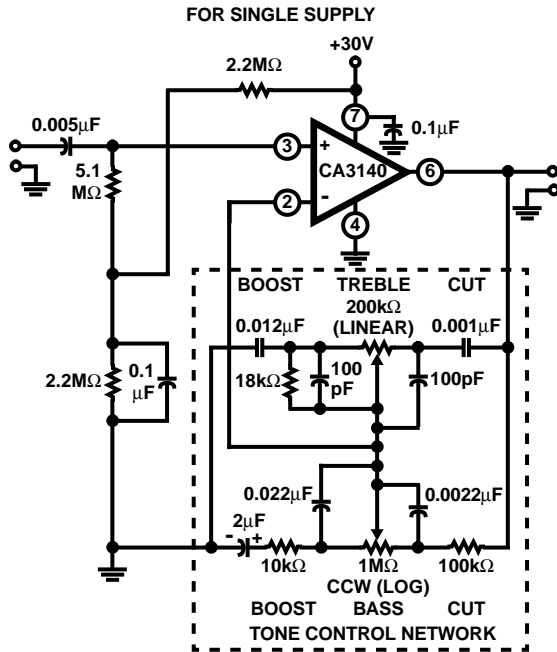 FOR SINGLE SUPPLY
+30V
2.2MΩ
0.005μF
7
0.1μF
5.1
MΩ
3
+
CA3140
6
2
-
4
BOOST
TREBLE
200kΩ
(LINEAR)
CUT
0.012μF
0.001μF
2.2MΩ
0.1
μF
18kΩ
100
pF
100pF
0.022μF
0.0022μF
-
2μF
+
10kΩ
1MΩ
100kΩ
CCW (LOG)
BOOST
BASS
CUT
TONE CONTROL NETWORK